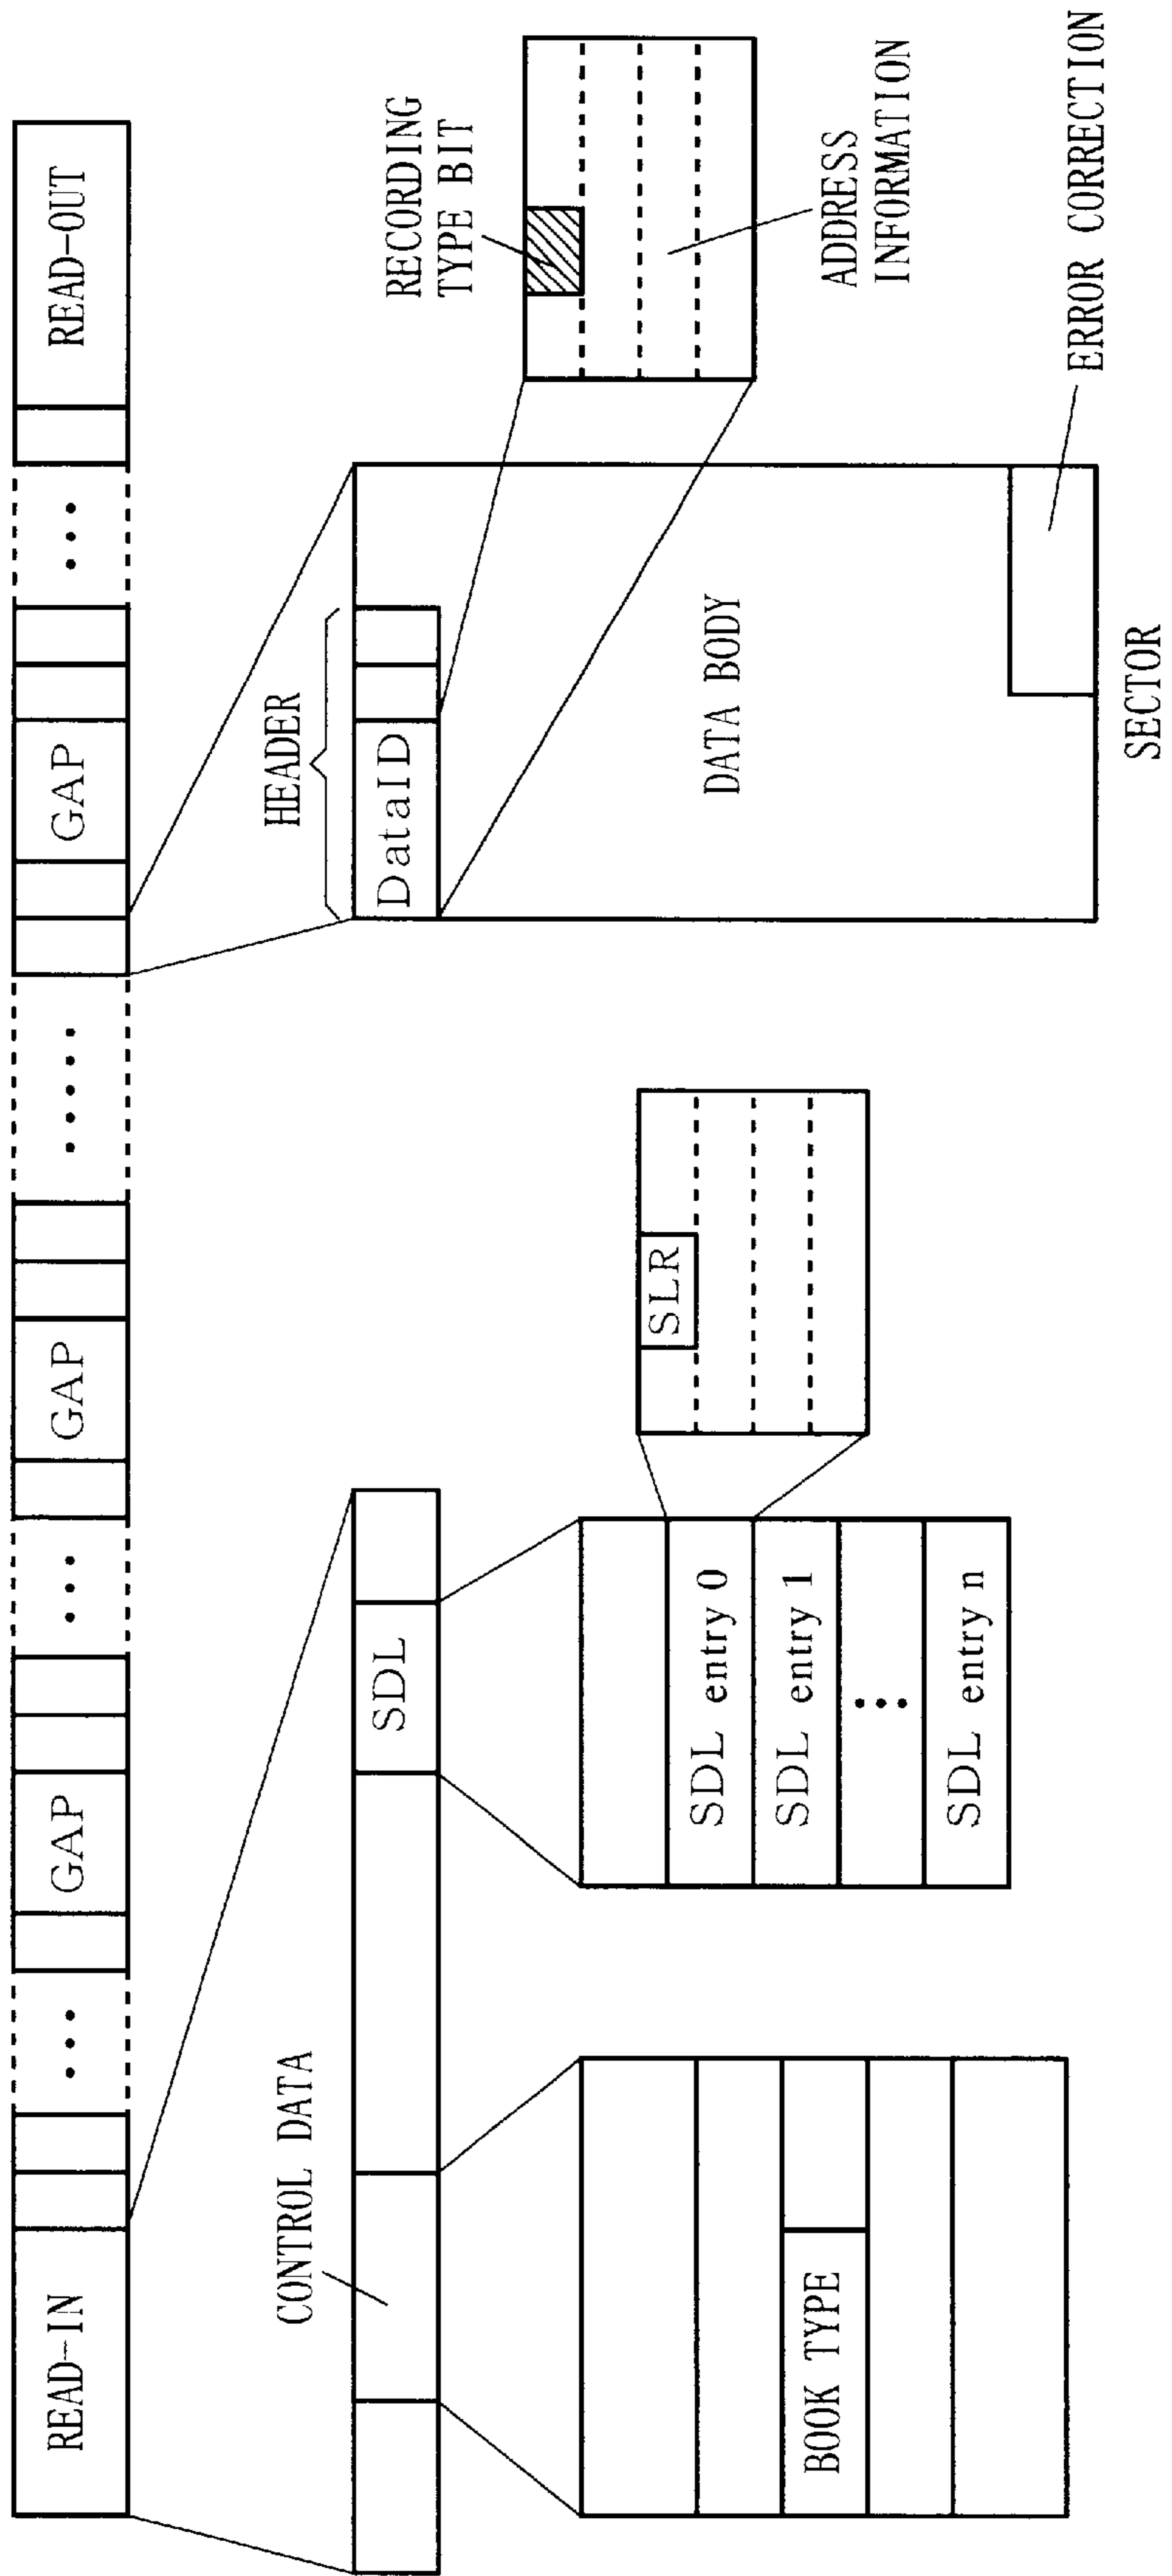 READ-IN
...
GAP
...
GAP
.....
GAP
...
READ-OUT
CONTROL DATA
SDL
HEADER
DataID
RECORDING
TYPE BIT
BOOK TYPE
SDL entry 0
SDL entry 1
...
SDL entry n
SLR
DATA BODY
ADDRESS
INFORMATION
ERROR CORRECTION
SECTOR